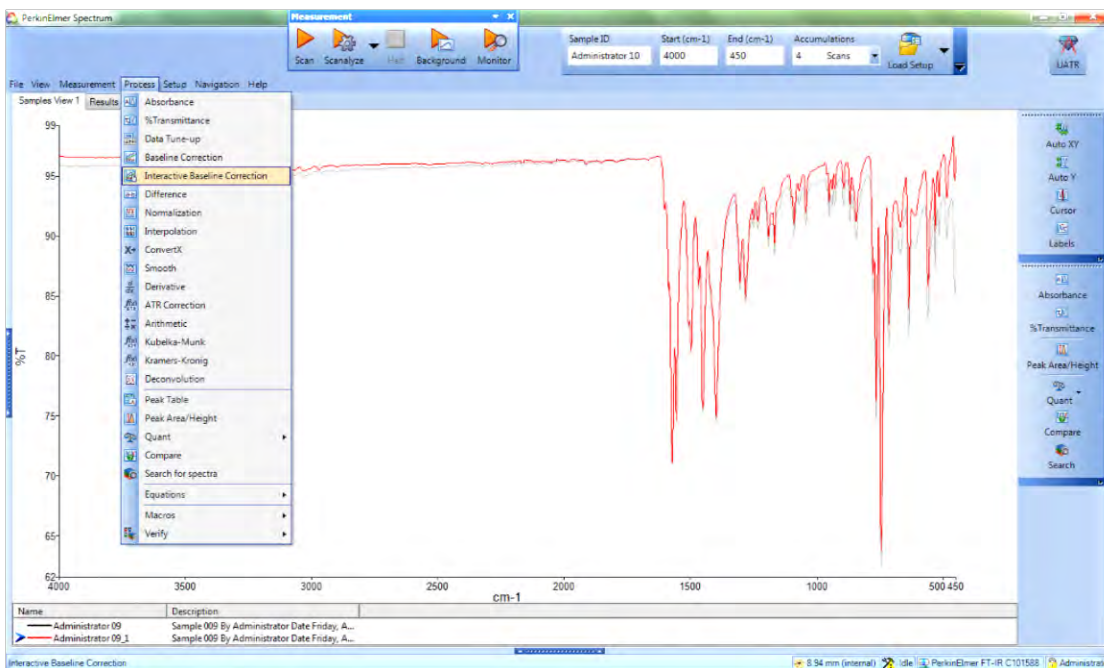 PerkinElmer Spectrum
Measurement
Scan Scanalyze Halt Background Monitor
Sample ID Start (cm-1) End (cm-1) Accumulations
Administrator 10 4000 450 4 Scans
Load Setup
UATR
File View Measurement Process Setup Navigation Help
Samples View 1 Results
Absorbance
%Transmittance
Data Tune-up
Baseline Correction
Interactive Baseline Correction
Difference
Normalization
Interpolation
ConvertX
Smooth
Derivative
ATR Correction
Arithmetic
Kubelka-Munk
Kramers-Kronig
Deconvolution
Peak Table
Peak Area/Height
Quant
Compare
Search for spectra
Equations
Macros
Verify
99
95
90
85
80
75
70
65
62
%T
4000 3500 3000 2500 2000 1500 1000 500 450
cm-1
Auto XY
Auto Y
Cursor
Labels
Absorbance
%Transmittance
Peak Area/Height
Quant
Compare
Search
Name Description
Administrator 09 Sample 009 By Administrator Date Friday, A...
Administrator 09_1 Sample 009 By Administrator Date Friday, A...
Interactive Baseline Correction 8.94 mm (internal) Idle PerkinElmer FT-IR C101588 Administrat